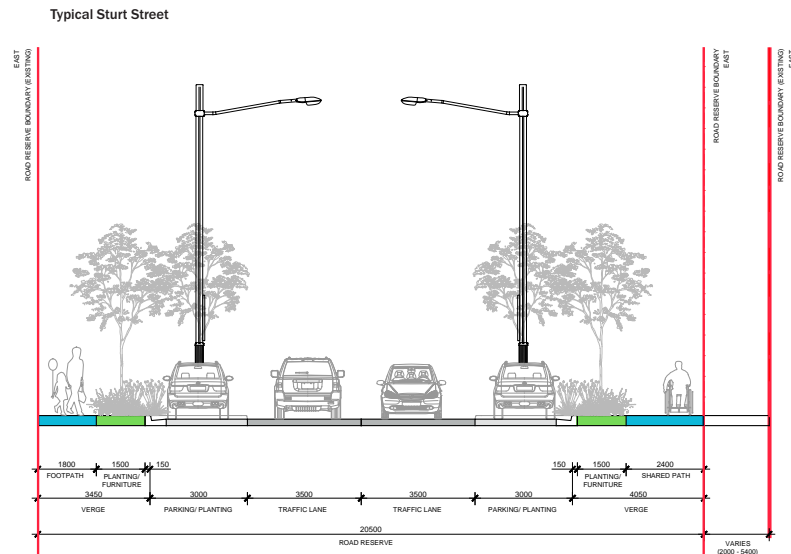 Typical Sturt Street
EAST
ROAD RESERVE BOUNDARY (EXISTING)
ROAD RESERVE BOUNDARY
EAST
ROAD RESERVE BOUNDARY (EXISTING)
EAST
1800
1500
150
150
1500
2400
FOOTPATH
PLANTING/
FURNITURE
PLANTING/
FURNITURE
SHARED PATH
3450
3000
3500
3500
3000
4050
VERGE
PARKING/ PLANTING
TRAFFIC LANE
TRAFFIC LANE
PARKING/ PLANTING
VERGE
20500
ROAD RESERVE
VARIES
(2000 - 5400)